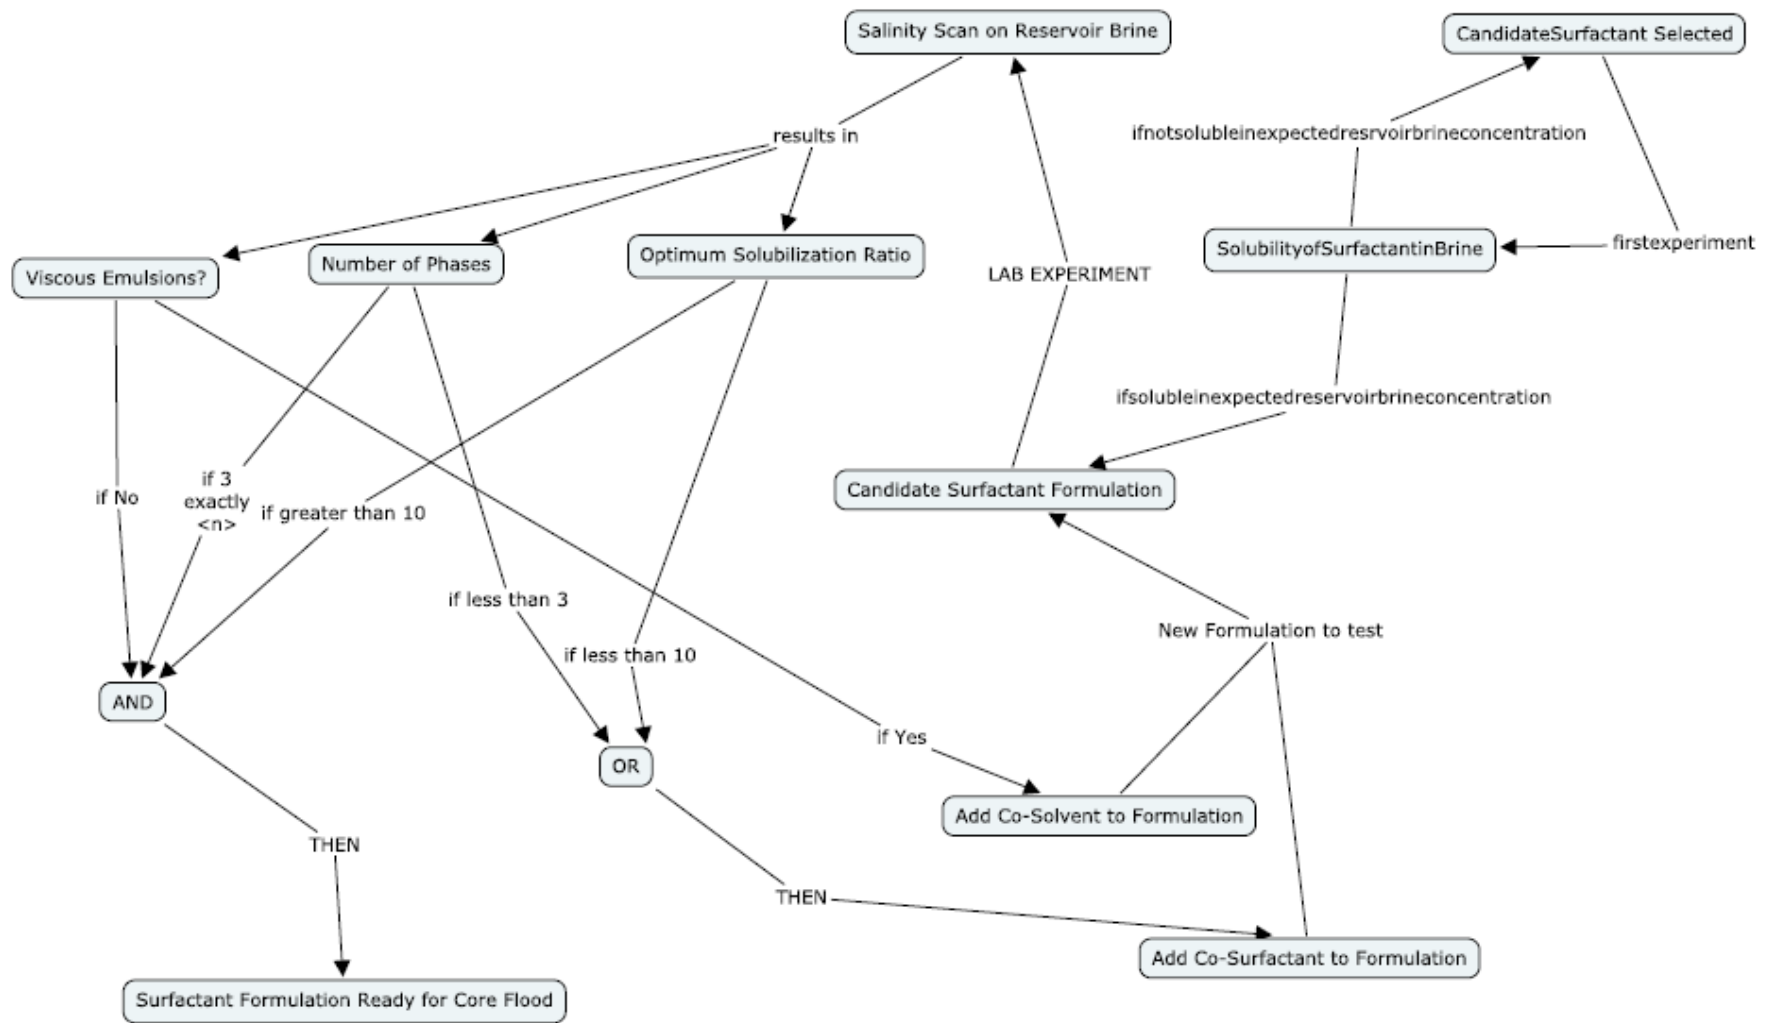 Salinity Scan on Reservoir Brine
CandidateSurfactant Selected
results in
ifnotsolubleinexpectedresrvoirbrineconcentration
Viscous Emulsions?
Number of Phases
Optimum Solubilization Ratio
LAB EXPERIMENT
SolubilityofSurfactantinBrine
firstexperiment
ifsolubleinexpectedreservoirbrineconcentration
if No
if 3
exactly
<n>
if greater than 10
Candidate Surfactant Formulation
if less than 3
if less than 10
New Formulation to test
AND
OR
if Yes
Add Co-Solvent to Formulation
THEN
THEN
Add Co-Surfactant to Formulation
Surfactant Formulation Ready for Core Flood